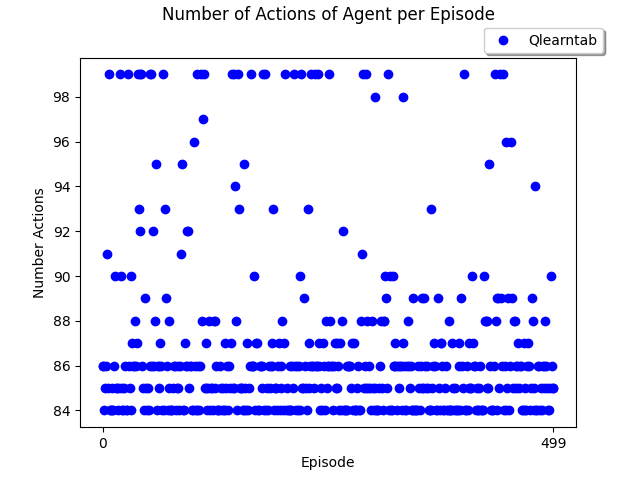 Number of Actions of Agent per Episode
Qlearntab
98
96
94
92
90
88
86
84
Number Actions
0
499
Episode